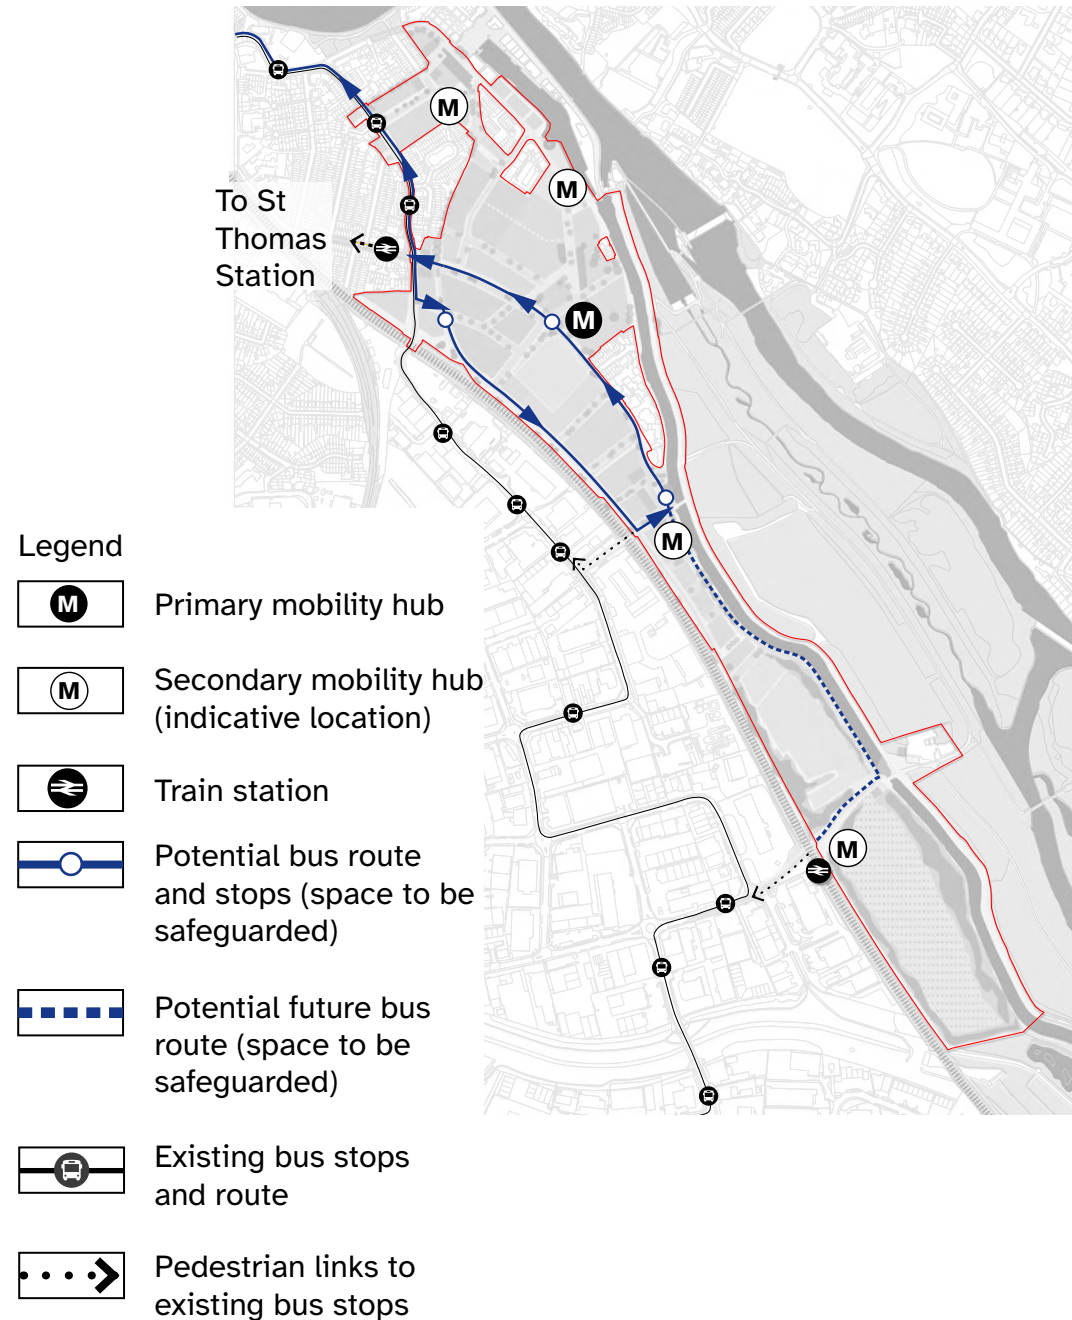 M
M
To St
Thomas
Station
M
M
M
Legend
M
Primary mobility hub
M
Secondary mobility hub
(indicative location)
Train station
Potential bus route
and stops (space to be
safeguarded)
M
Potential future bus
route (space to be
safeguarded)
Existing bus stops
and route
Pedestrian links to
existing bus stops